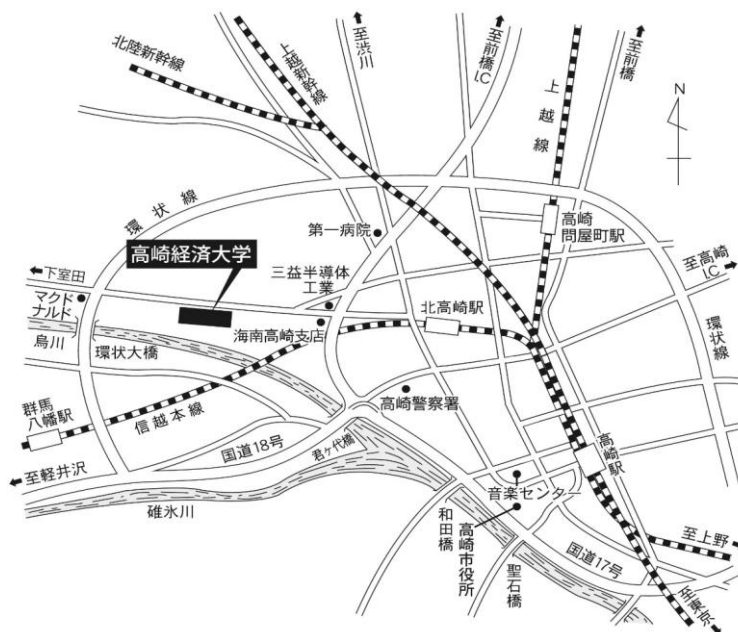 北陸新幹線
上越新幹線
至渋川
至前橋I.C
上越線
至前橋
N
環状線
第一病院
高崎
問屋町駅
高崎経済大学
下室田
三益半導体
工業
至高崎I.C
マクド
ナルド
北高崎駅
海南高崎支店
烏川
環状大橋
環状線
群馬
八幡駅
信越本線
高崎警察署
国道18号
君ヶ代橋
高崎駅
至軽井沢
碓氷川
音楽センター
和田橋
高崎市役所
聖石橋
国道17号
至上野
至東京